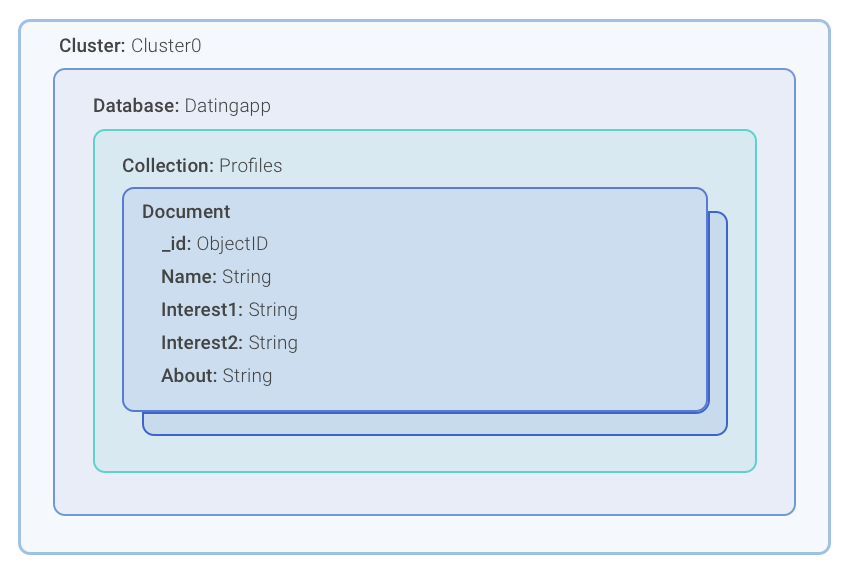 Cluster: Cluster0
Database: Datingapp
Collection: Profiles
Document
_id: ObjectID
Name: String
Interest1: String
Interest2: String
About: String